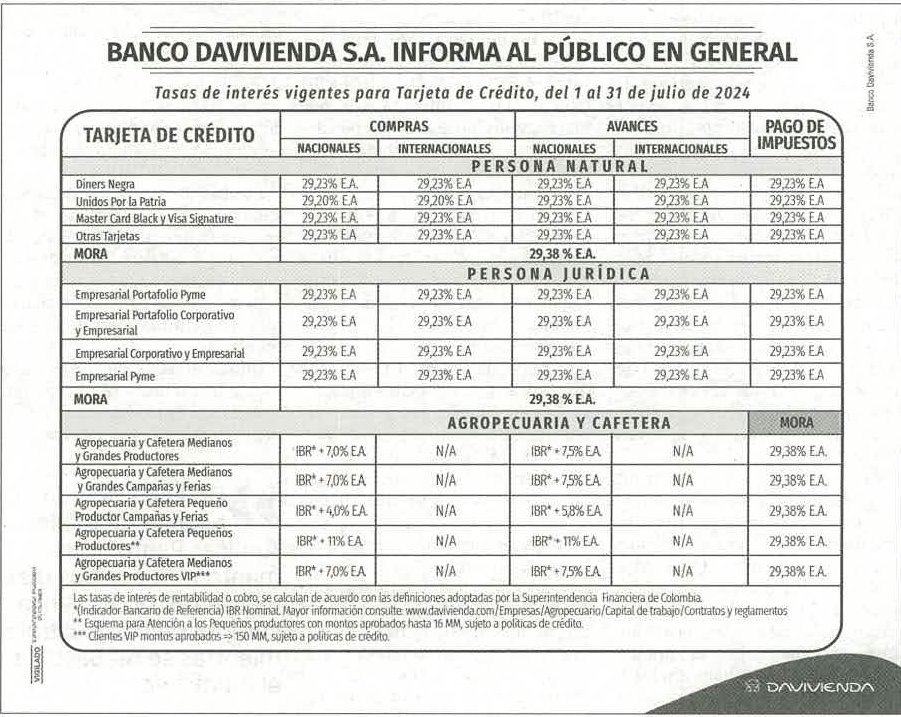 BANCO DAVIVIENDA S.A. INFORMA AL PÚBLICO EN GENERAL
Banco Davivienda S.A.
Tasas de interés vigentes para Tarjeta de Crédito, del 1 al 31 de julio de 2024
TARJETA DE CRÉDITO COMPRAS AVANCES PAGO DE IMPUESTOS
NACIONALES INTERNACIONALES NACIONALES INTERNACIONALES
PERSONA NATURAL
Diners Negra 29,23% E.A. 29,23% E.A 29,23% E.A 29,23% E.A 29,23% E.A
Unidos Por la Patria 29,20% E.A 29,20% E.A 29,23% E.A 29,23% E.A 29,23% E.A
Master Card Black y Visa Signature 29,23% E.A. 29,23% E.A 29,23% E.A 29,23% E.A 29,23% E.A
Otras Tarjetas 29,23% E.A 29,23% E.A 29,23% E.A 29,23% E.A 29,23% E.A
MORA 29,38 % E.A.
PERSONA JURÍDICA
Empresarial Portafolio Pyme 29,23% E.A 29,23% E.A 29,23% E.A 29,23% E.A 29,23% E.A
Empresarial Portafolio Corporativo
y Empresarial 29,23% E.A 29,23% E.A 29,23% E.A 29,23% E.A 29,23% E.A
Empresarial Corporativo y Empresarial 29,23% E.A 29,23% E.A 29,23% E.A 29,23% E.A 29,23% E.A
Empresarial Pyme 29,23% E.A 29,23% E.A 29,23% E.A 29,23% E.A 29,23% E.A
MORA 29,38 % E.A.
AGROPECUARIA Y CAFETERA MORA
Agropecuaria y Cafetera Medianos
y Grandes Productores IBR* + 7,0% E.A. N/A IBR* + 7,5% E.A. N/A 29,38% E.A.
Agropecuaria y Cafetera Medianos
y Grandes Campañas y Ferias IBR* + 7,0% E.A. N/A IBR* + 7,5% E.A. N/A 29,38% E.A.
Agropecuaria y Cafetera Pequeño
Productor Campañas y Ferias IBR* + 4,0% E.A. N/A IBR* + 5,8% E.A. N/A 29,38% E.A.
Agropecuaria y Cafetera Pequeños
Productores** IBR* + 11% E.A. N/A IBR* + 11% E.A. N/A 29,38% E.A.
Agropecuaria y Cafetera Medianos
y Grandes Productores VIP*** IBR* + 7,0% E.A. N/A IBR* + 7,5% E.A. N/A 29,38% E.A.
Las tasas de interés de rentabilidad o cobro, se calculan de acuerdo con las definiciones adoptadas por la Superintendencia Financiera de Colombia.
*(Indicador Bancario de Referencia) IBR Nominal. Mayor información consulte: www.davivienda.com/Empresas/Agropecuario/Capital de trabajo/Contratos y reglamentos
** Esquema para Atención a los Pequeños productores con montos aprobados hasta 16 MM, sujeto a políticas de crédito.
*** Clientes VIP montos aprobados => 150 MM, sujeto a políticas de crédito.
VIGILADO
DAVIVIENDA